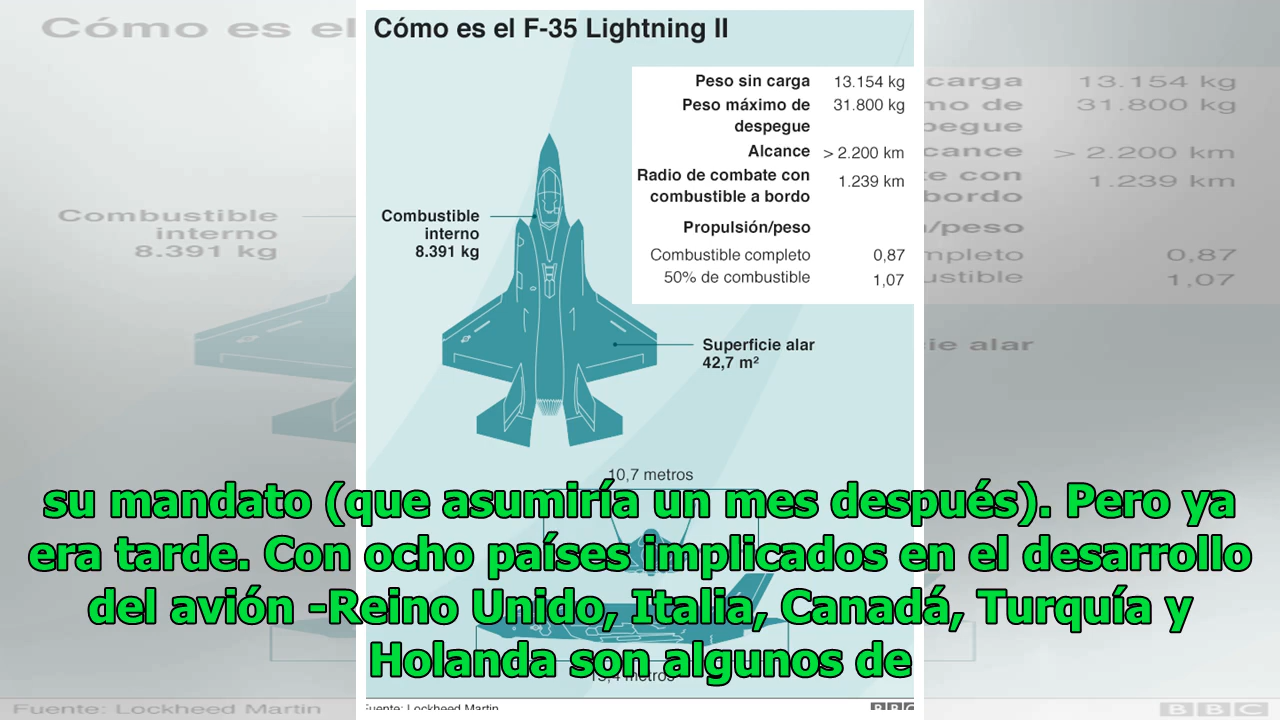 Cómo es el F-35 Lightning II
Peso sin carga 13.154 kg
Peso máximo de despegue 31.800 kg
Alcance > 2.200 km
Radio de combate con combustible a bordo 1.239 km
Propulsión/peso
Combustible completo 0,87
50% de combustible 1,07
Combustible
interno
8.391 kg
Superficie alar
42,7 m²
10,7 metros
su mandato (que asumiría un mes después). Pero ya
era tarde. Con ocho países implicados en el desarrollo
del avión -Reino Unido, Italia, Canadá, Turquía y
Holanda son algunos de
Fuente: Lockheed Martin
BBC